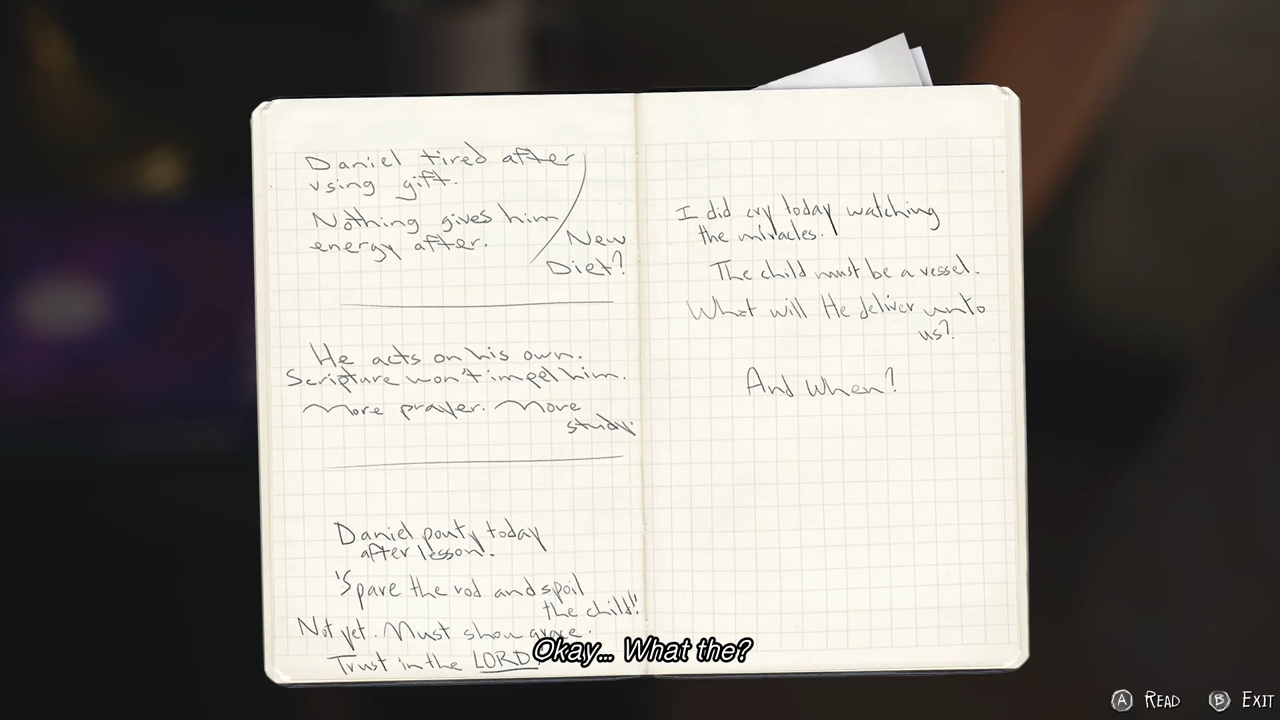 Daniel tired after
using gift.
Nothing gives him
energy after.
New
Diet?
He acts on his own.
Scripture won't impel him.
More prayer. More
study.
Daniel pouty today
after lesson.
'Spare the rod and spoil
the child!'
Not yet. Must show grace.
Trust in the LORD.
I did cry today watching
the miracles.
The child must be a vessel.
What will He deliver unto
us?
And when?
Okay... What the?
A READ B EXIT